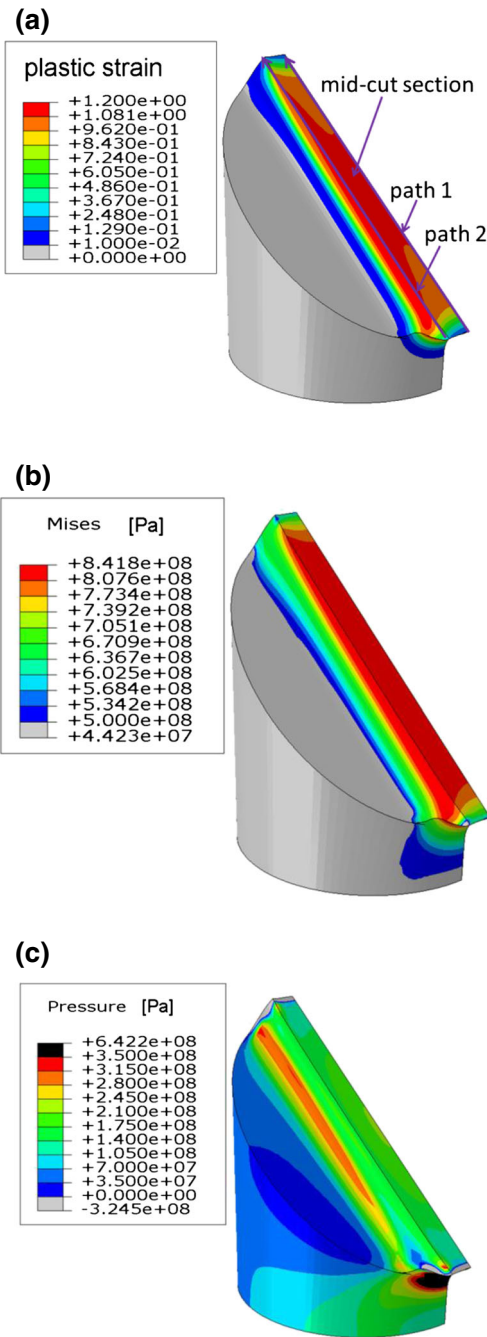 (a)
plastic strain
+1.200e+00
+1.081e+00
+9.620e-01
+8.430e-01
+7.240e-01
+6.050e-01
+4.860e-01
+3.670e-01
+2.480e-01
+1.290e-01
+1.000e-02
+0.000e+00
mid-cut section
path 1
path 2
(b)
Mises [Pa]
+8.418e+08
+8.076e+08
+7.734e+08
+7.392e+08
+7.051e+08
+6.709e+08
+6.367e+08
+6.025e+08
+5.684e+08
+5.342e+08
+5.000e+08
+4.423e+07
(c)
Pressure [Pa]
+6.422e+08
+3.500e+08
+3.150e+08
+2.800e+08
+2.450e+08
+2.100e+08
+1.750e+08
+1.400e+08
+1.050e+08
+7.000e+07
+3.500e+07
+0.000e+00
-3.245e+08